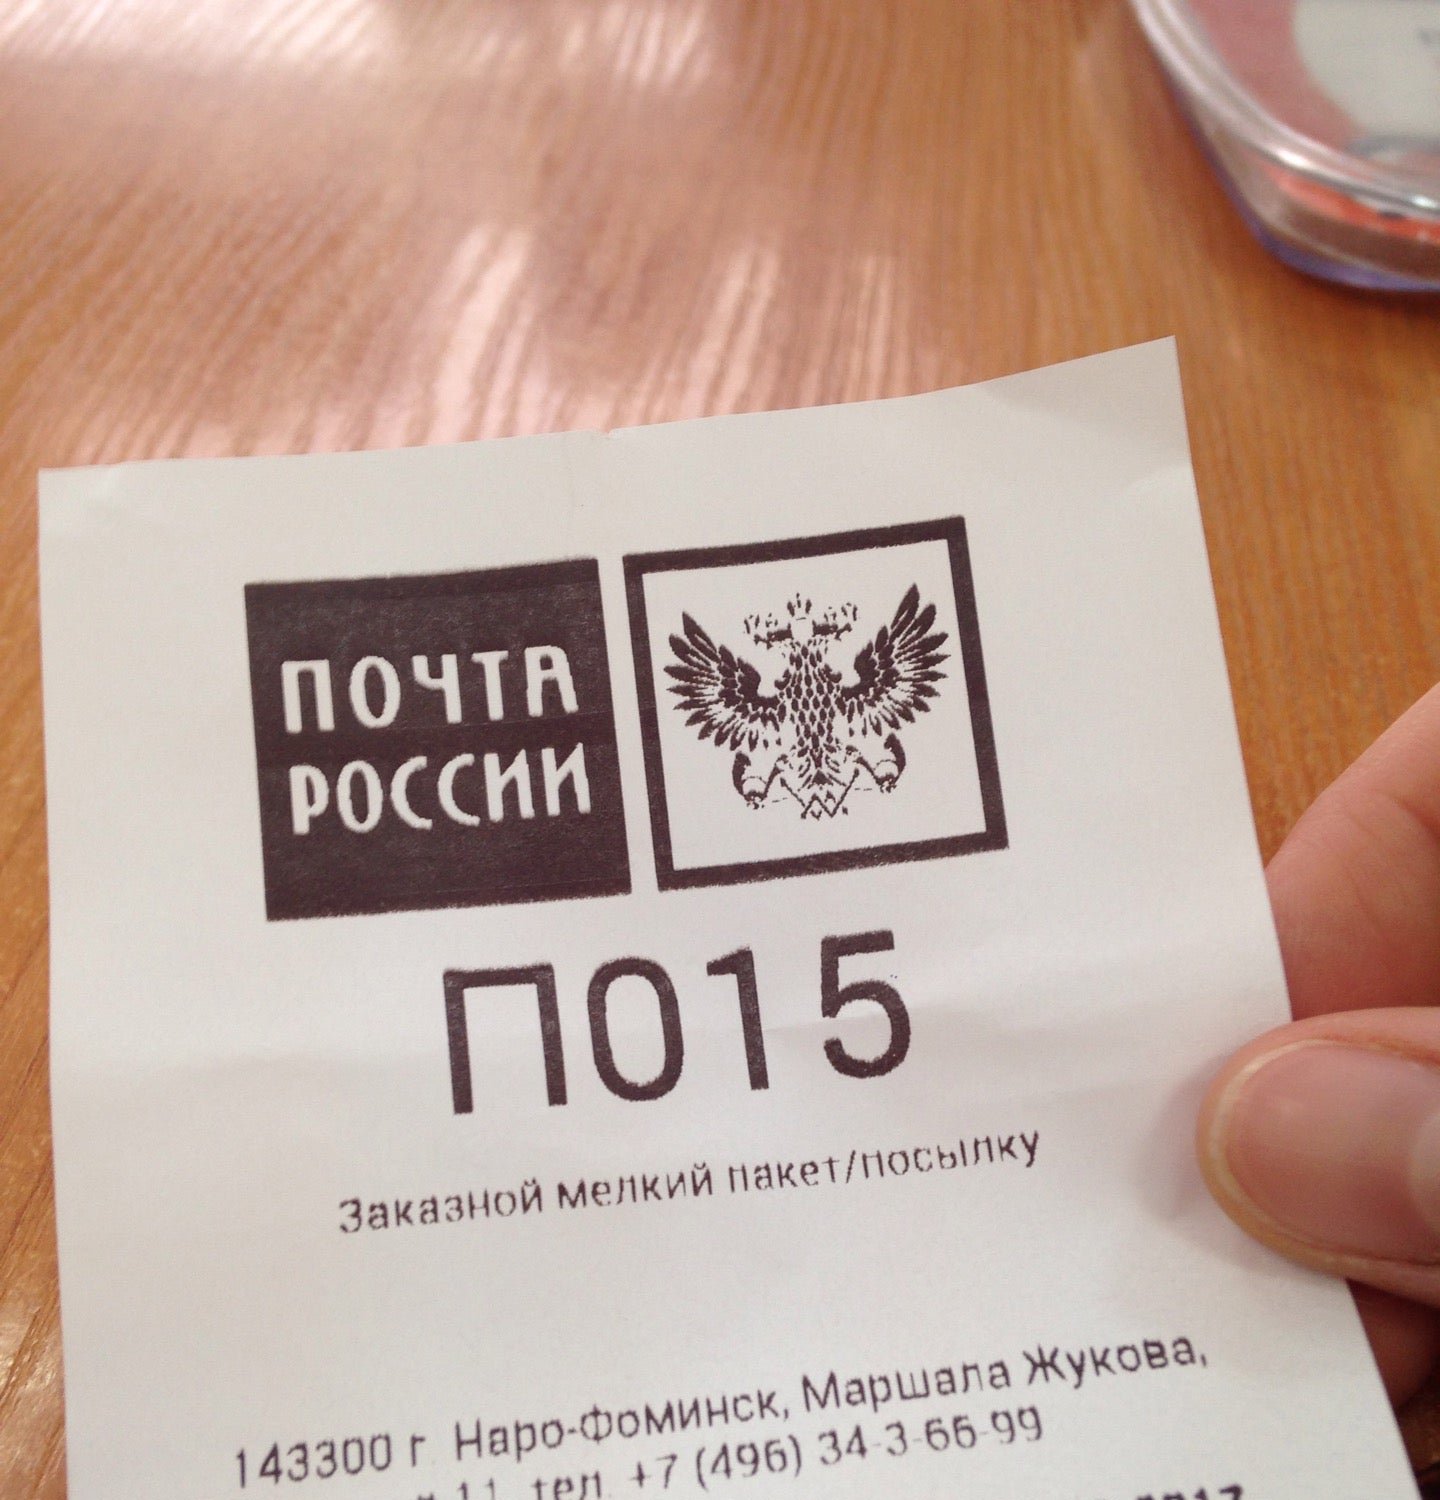 ПОЧТА
РОССИИ
П015
Заказной мелкий пакет/посылку
143300 г. Наро-Фоминск, Маршала Жукова,
11, тел. +7 (496) 34-3-66-99